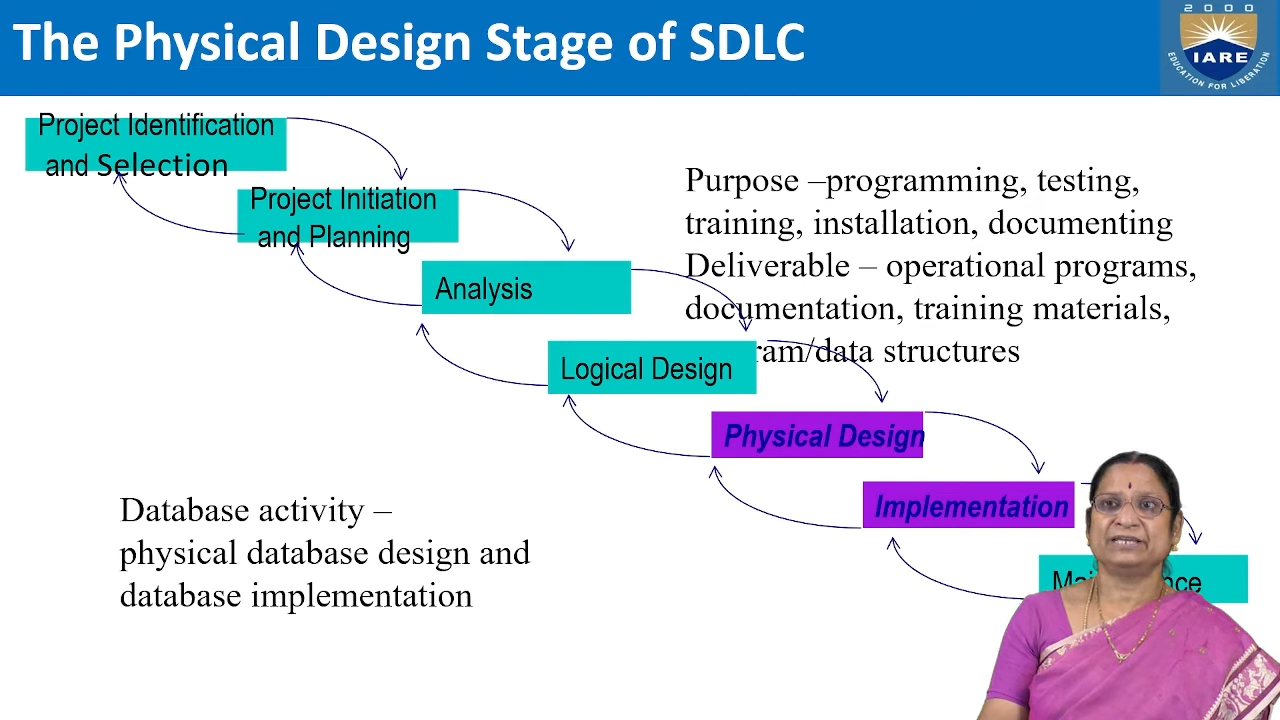 The Physical Design Stage of SDLC
2000
IARE
EDUCATION FOR LIBERATION
Project Identification
and Selection
Project Initiation
and Planning
Purpose –programming, testing,
training, installation, documenting
Deliverable – operational programs,
documentation, training materials,
ram/data structures
Analysis
Logical Design
Physical Design
Implementation
Database activity –
physical database design and
database implementation